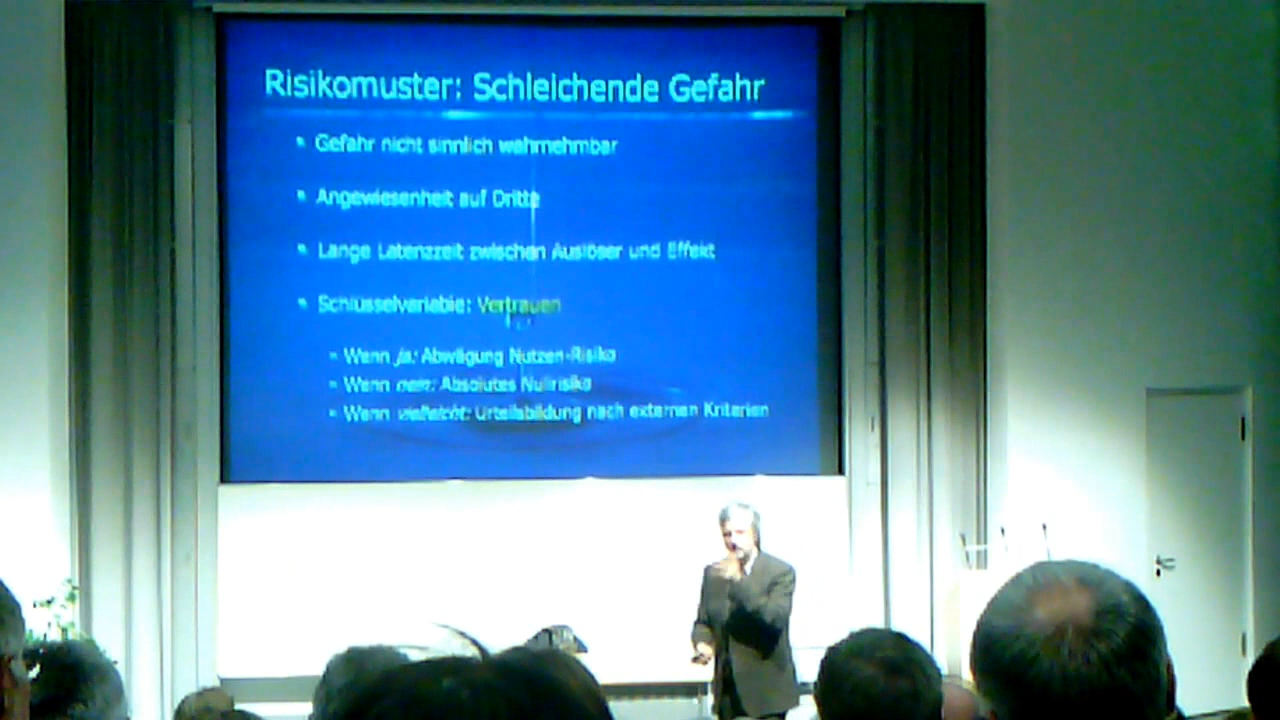 Risikomuster: Schleichende Gefahr
Gefahr nicht sinnlich wahrnehmbar
Angewiesenheit auf Dritte
Lange Latenzzeit zwischen Auslöser und Effekt
Schlüsselvariable: Vertrauen
Wenn ja: Abwägung Nutzen-Risiko
Wenn nein: Absolutes Nullrisiko
Wenn vielleicht: Urteilsbildung nach externen Kriterien